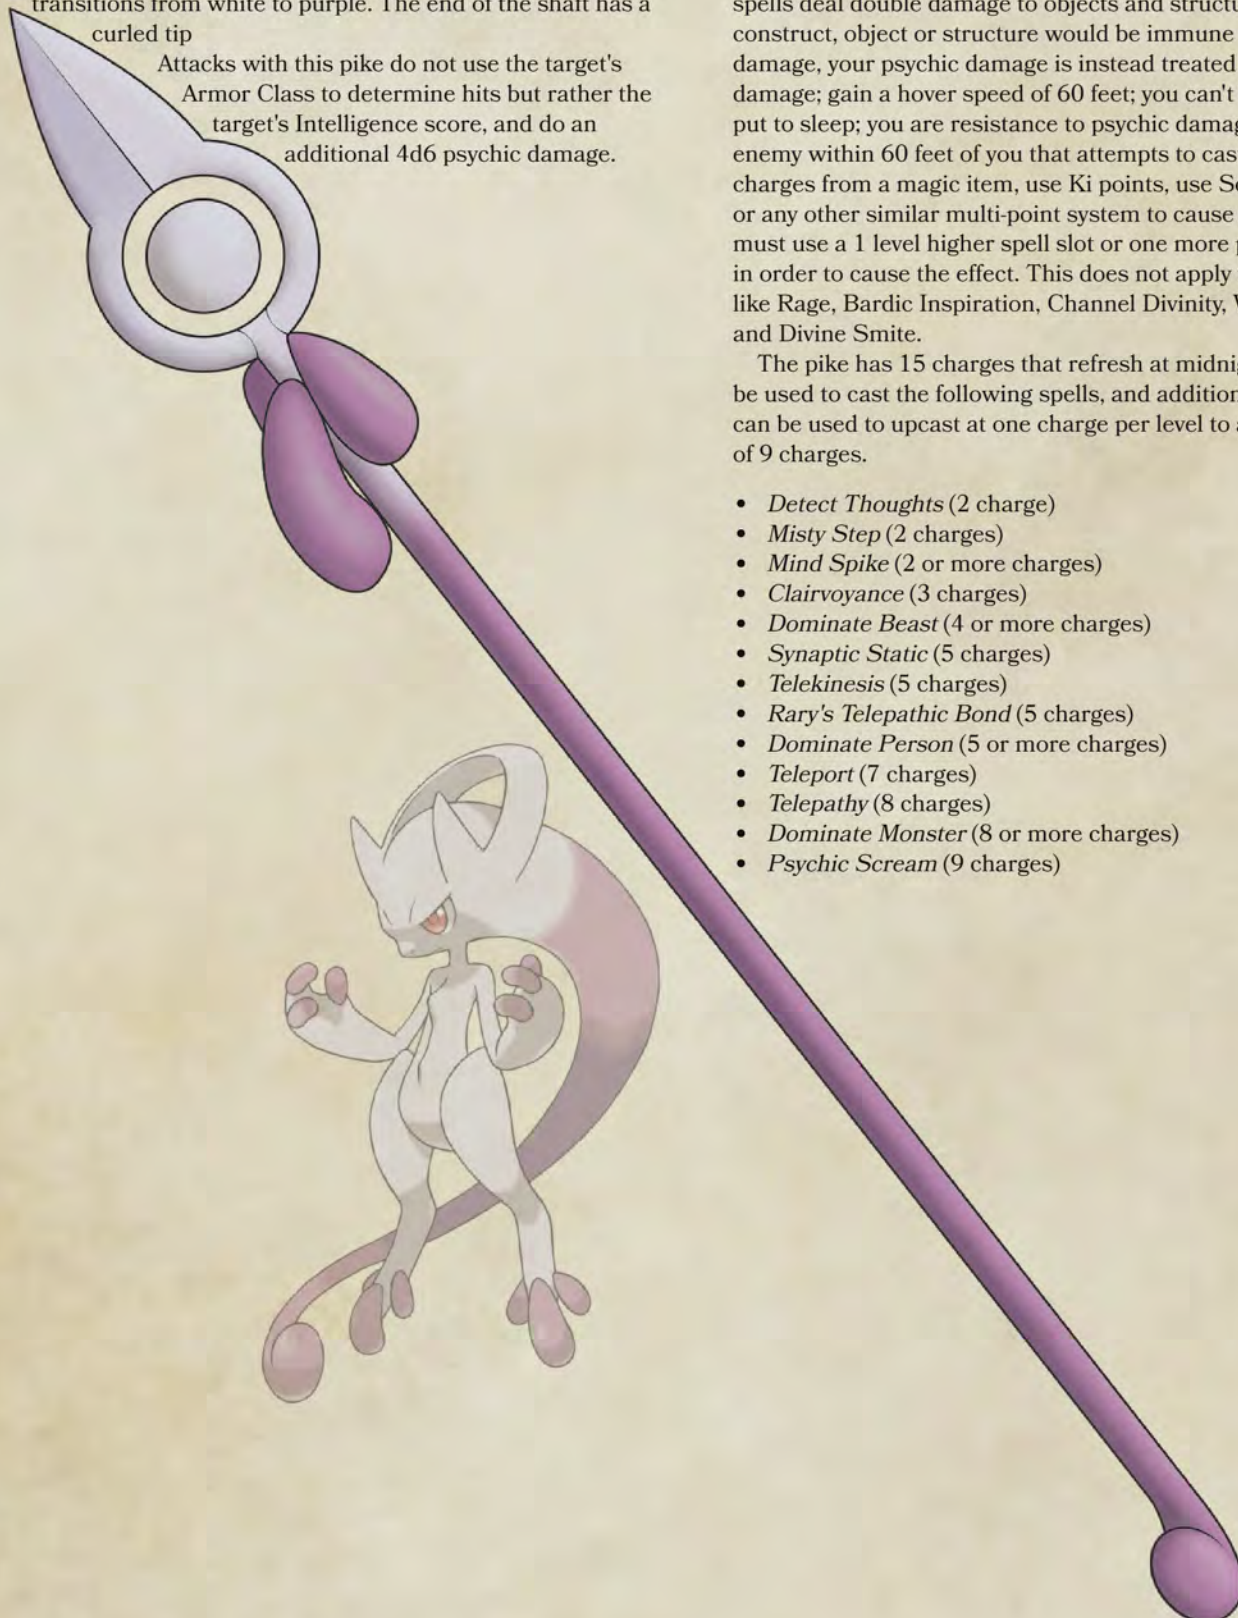 transitions from white to purple. The end of the shaft has a
curled tip
Attacks with this pike do not use the target's
Armor Class to determine hits but rather the
target's Intelligence score, and do an
additional 4d6 psychic damage.
spells deal double damage to objects and
construct, object or structure would be immune
damage, your psychic damage is instead treated
damage; gain a hover speed of 60 feet; you can't
put to sleep; you are resistance to psychic
enemy within 60 feet of you that attempts to
charges from a magic item, use Ki points, use
or any other similar multi-point system to cause
must use a 1 level higher spell slot or one more
in order to cause the effect. This does not apply
like Rage, Bardic Inspiration, Channel Divinity,
and Divine Smite.
The pike has 15 charges that refresh at
be used to cast the following spells, and
can be used to upcast at one charge per level to
of 9 charges.
• Detect Thoughts (2 charge)
• Misty Step (2 charges)
• Mind Spike (2 or more charges)
• Clairvoyance (3 charges)
• Dominate Beast (4 or more charges)
• Synaptic Static (5 charges)
• Telekinesis (5 charges)
• Rary's Telepathic Bond (5 charges)
• Dominate Person (5 or more charges)
• Teleport (7 charges)
• Telepathy (8 charges)
• Dominate Monster (8 or more charges)
• Psychic Scream (9 charges)